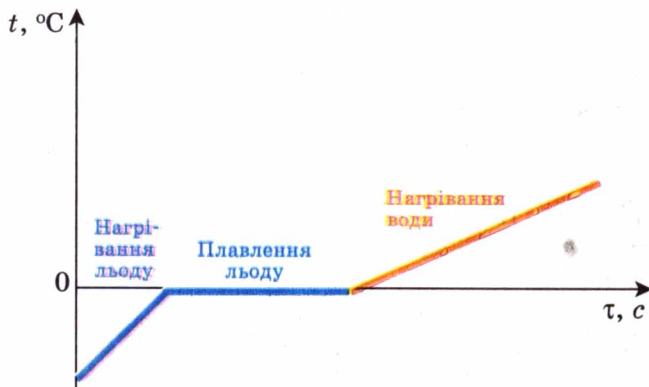 t, °C
Нагрівання
води
Нагрі-
вання
льоду
Плавлення
льоду
0
τ, с